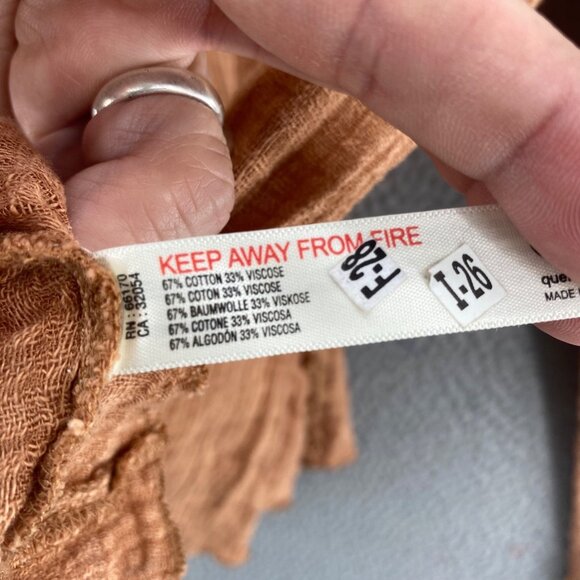 KEEP AWAY FROM FIRE
67% COTTON 33% VISCOSE
67% COTON 33% VISCOSE
67% BAUMWOLLE 33% VISKOSE
67% COTONE 33% VISCOSA
67% ALGODÓN 33% VISCOSA
RN : 66170
CA : 32054
F-28
I-26
MADE